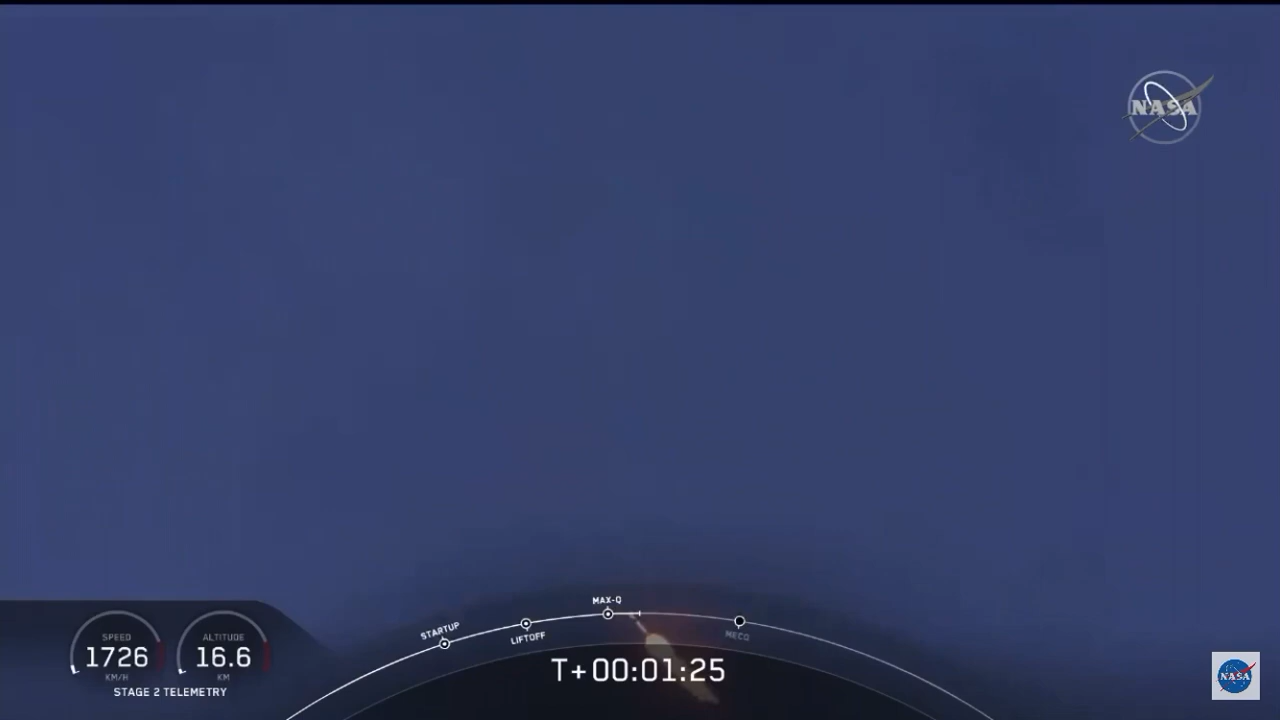 NASA
MAX-Q
STARTUP
LIFTOFF
MECO
SPEED
1726
KM/H
ALTITUDE
16.6
KM
STAGE 2 TELEMETRY
T+00:01:25
NASA